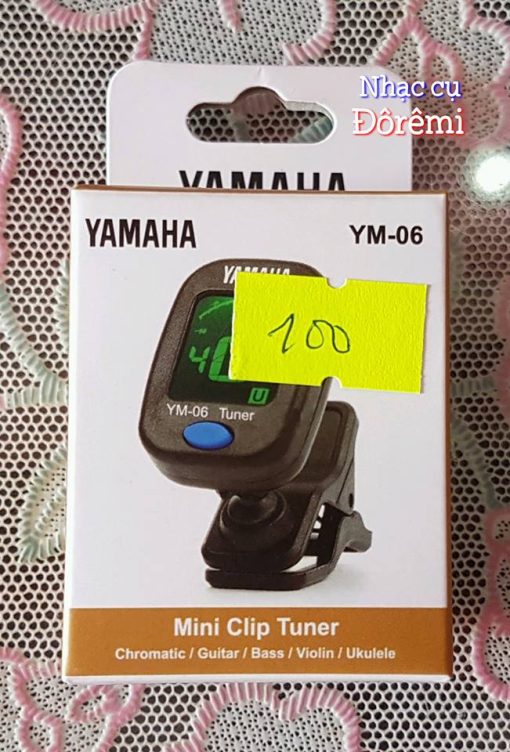 Nhạc cụ
Đôrêmi
YAMAHA
YAMAHA
YM-06
YAMAHA
100
4
U
YM-06 Tuner
Mini Clip Tuner
Chromatic / Guitar / Bass / Violin / Ukulele